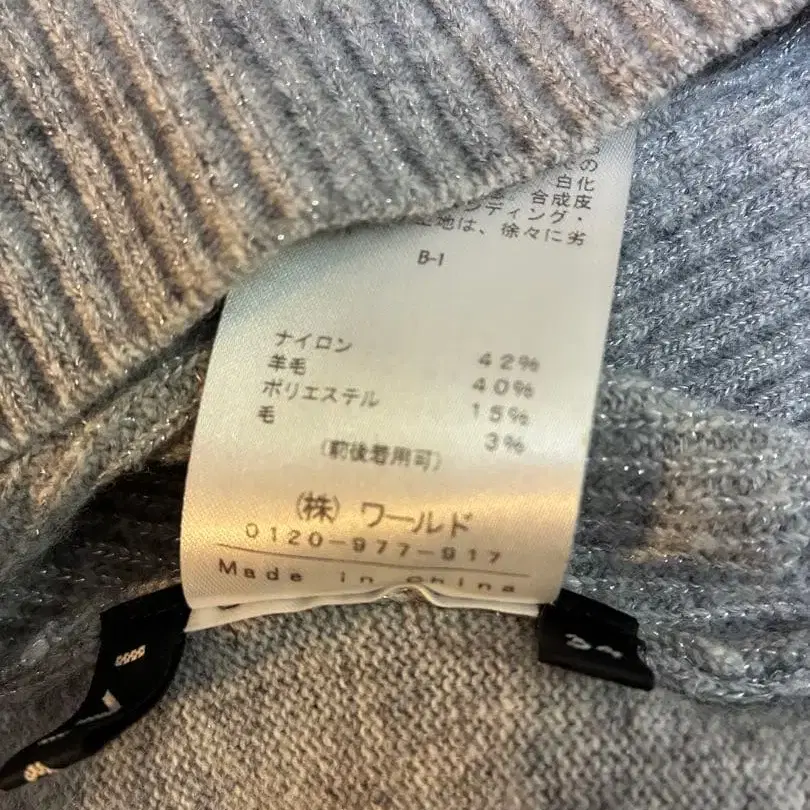 の
白化
合成皮
ンディング・
地は、徐々に劣
B-1
ナイロン 42%
羊毛 40%
ポリエステル 15%
毛 3%
(前後着用可)
(株) ワールド
0120-977-917
Made in China